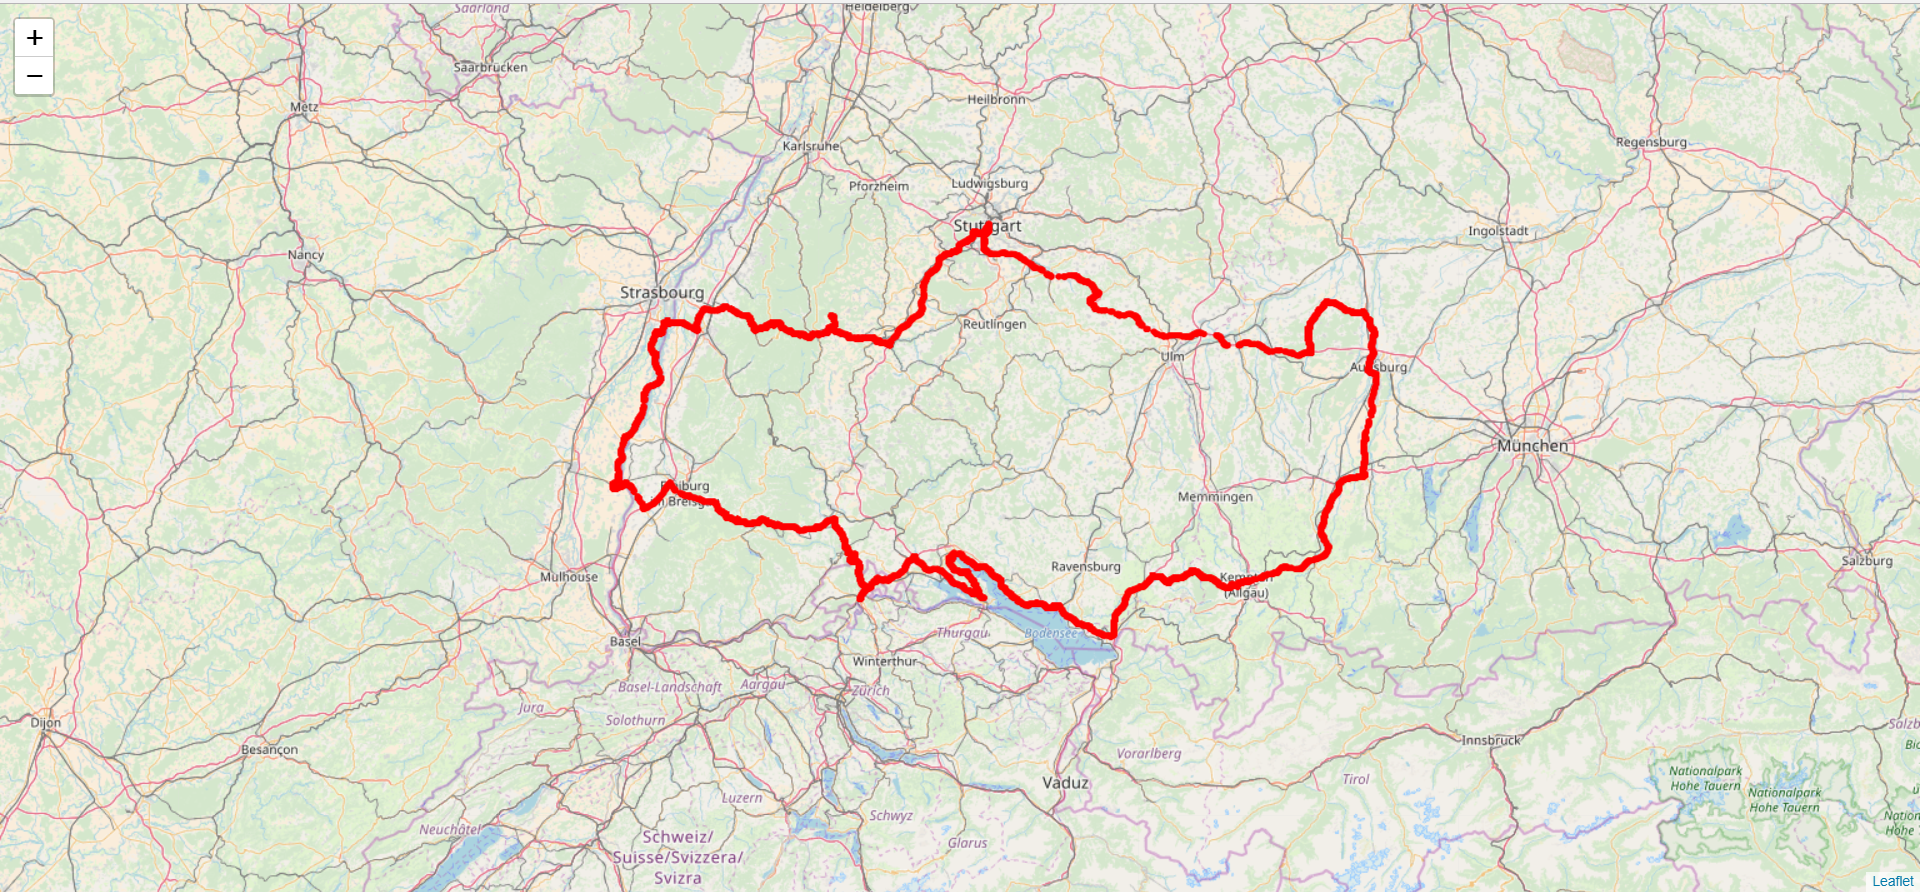 +
−
Saarland
Heidelberg
Saarbrücken
Metz
Heilbronn
Karlsruhe
Regensburg
Pforzheim
Ludwigsburg
Stuttgart
Ingolstadt
Nancy
Strasbourg
Reutlingen
Ulm
Augsburg
München
Freiburg
im Breisgau
Memmingen
Salzburg
Ravensburg
Mulhouse
Kempten
(Allgäu)
Basel
Thurgau
Bodensee
Winterthur
Basel-Landschaft
Aargau
Zürich
Jura
Solothurn
Dijon
Besançon
Innsbruck
Vorarlberg
Salzb
Vaduz
Tirol
Nationalpark
Hohe Tauern
Nationalpark
Hohe Tauern
Luzern
Schwyz
Neuchâtel
Nation
Hohe
Schweiz/
Suisse/Svizzera/
Svizra
Glarus
Leaflet